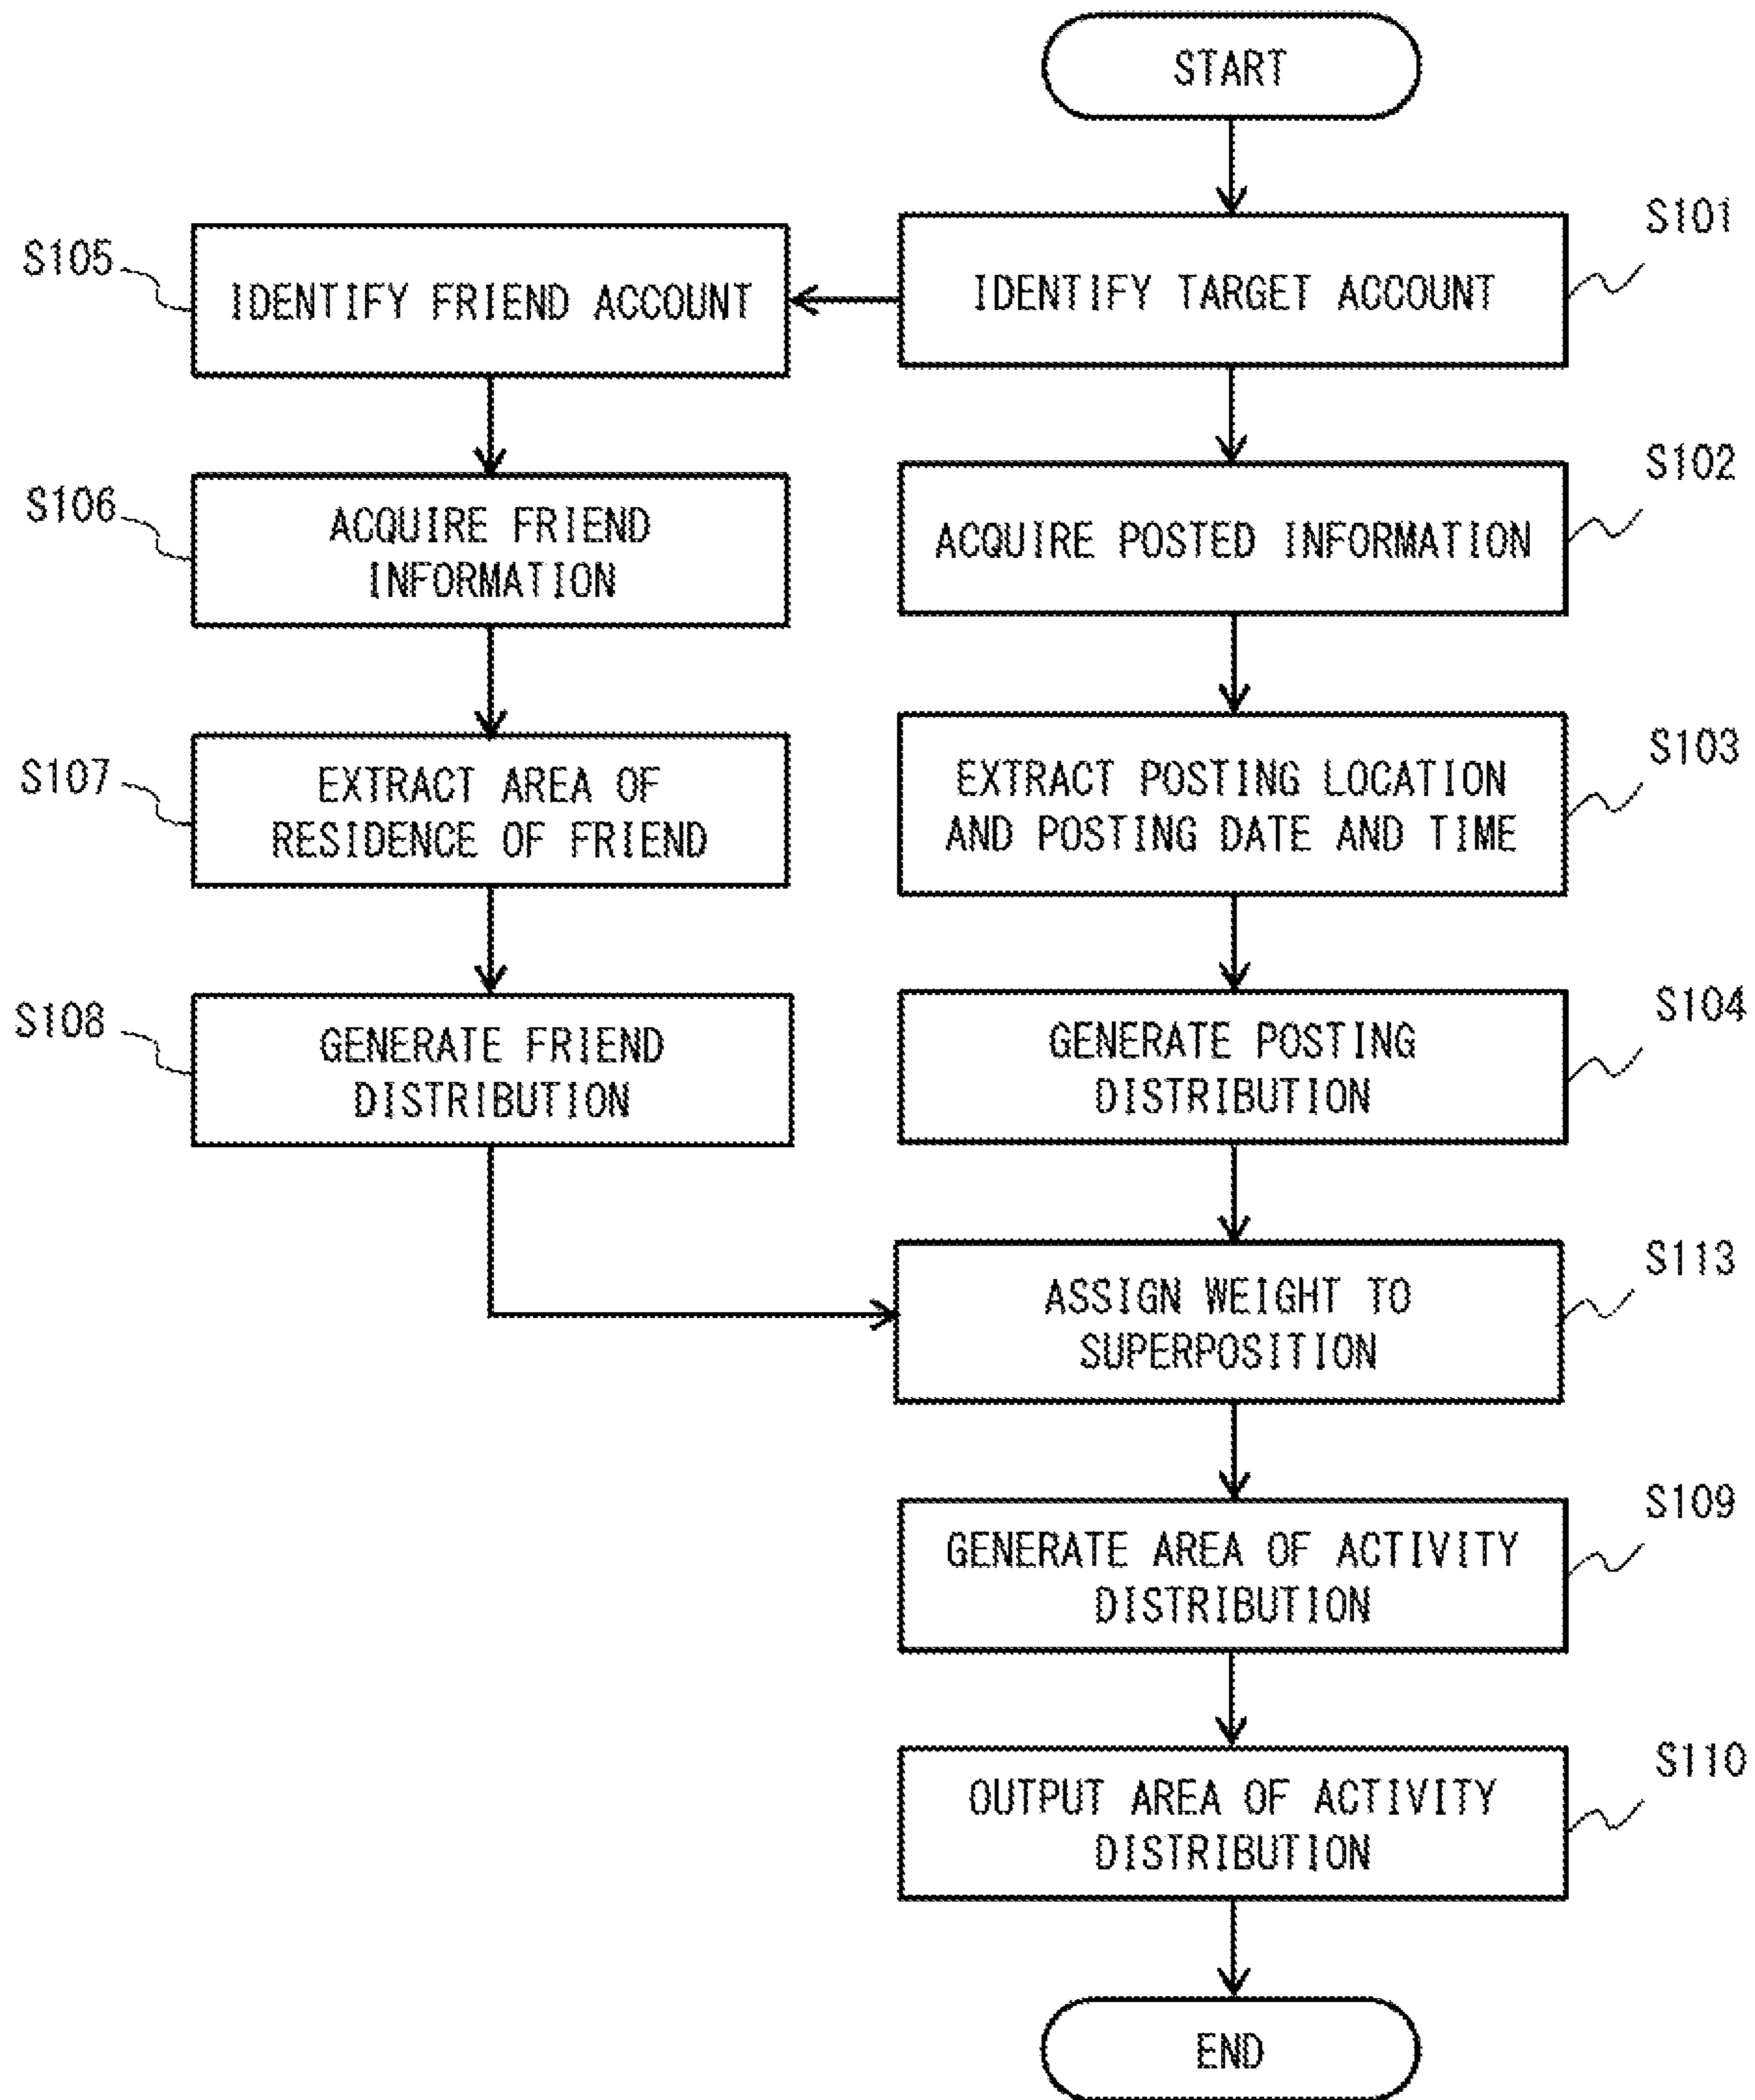 START
S101
IDENTIFY TARGET ACCOUNT
S105
IDENTIFY FRIEND ACCOUNT
S102
ACQUIRE POSTED INFORMATION
S106
ACQUIRE FRIEND
INFORMATION
S103
EXTRACT POSTING LOCATION
AND POSTING DATE AND TIME
S107
EXTRACT AREA OF
RESIDENCE OF FRIEND
S104
GENERATE POSTING
DISTRIBUTION
S108
GENERATE FRIEND
DISTRIBUTION
S113
ASSIGN WEIGHT TO
SUPERPOSITION
S109
GENERATE AREA OF ACTIVITY
DISTRIBUTION
S110
OUTPUT AREA OF ACTIVITY
DISTRIBUTION
END